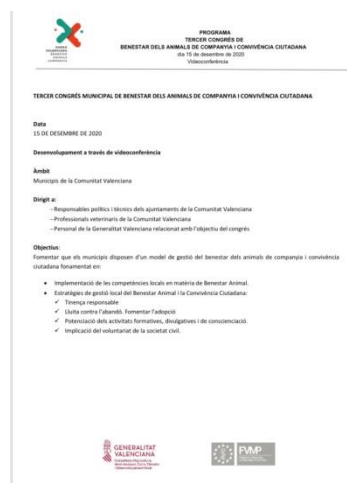 PROGRAMA
TERCER CONGRÉS DE
BENESTAR DELS ANIMALS DE COMPANYIA I CONVIVÈNCIA CIUTADANA
dia 15 de desembre de 2020
Videoconferència
TERCER CONGRÉS MUNICIPAL DE BENESTAR DELS ANIMALS DE COMPANYIA I CONVIVÈNCIA CIUTADANA
Data
15 DE DESEMBRE DE 2020
Desenvolupament a través de videoconferència
Àmbit
Municipis de la Comunitat Valenciana
Dirigit a:
–Responsables polítics i tècnics dels ajuntaments de la Comunitat Valenciana
–Professionals veterinaris de la Comunitat Valenciana
–Personal de la Generalitat Valenciana relacionat amb l'objectiu del congrés
Objectius:
Fomentar que els municipis disposen d'un model de gestió del benestar dels animals de companyia i convivència
ciutadana fonamentat en:
• Implementació de les competències locals en matèria de Benestar Animal.
• Estratègies de gestió local del Benestar Animal i la Convivència Ciutadana:
✓ Tinença responsable
✓ Lluita contra l'abandó. Fomentar l'adopció
✓ Potenciació dels activitats formatives, divulgatives i de conscienciació.
✓ Implicació del voluntariat de la societat civil.
GENERALITAT
VALENCIANA
FVMP